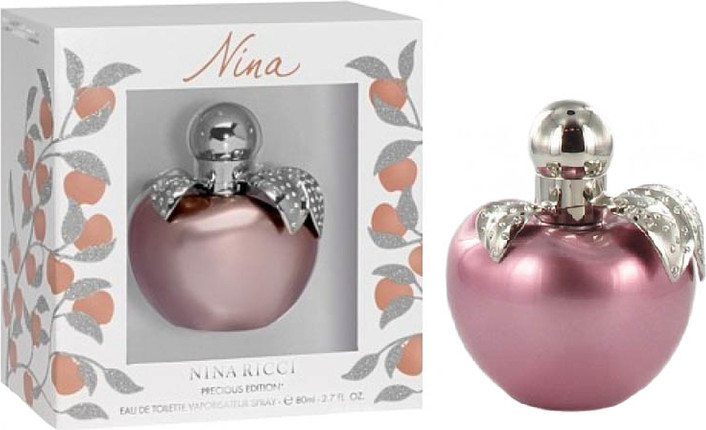 Nina
NINA RICCI
PRECIOUS EDITION*
EAU DE TOILETTE VAPORISATEUR SPRAY - ℮ 80ml - 2.7 FL. OZ.